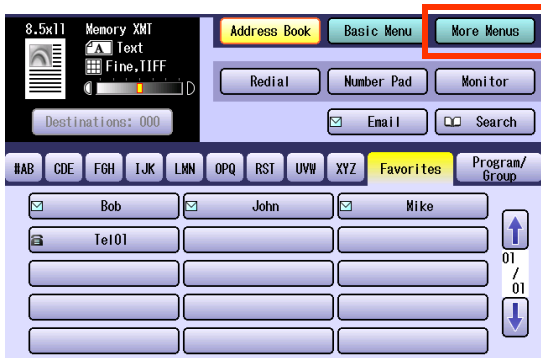 8.5x11 Memory XMT
A Text
Fine,TIFF
Destinations: 000
Address Book Basic Menu More Menus
Redial Number Pad Monitor
Email Search
#AB CDE FGH IJK LMN OPQ RST UVW XYZ Favorites Program/
Group
Bob John Mike
Tel01
01
/
01